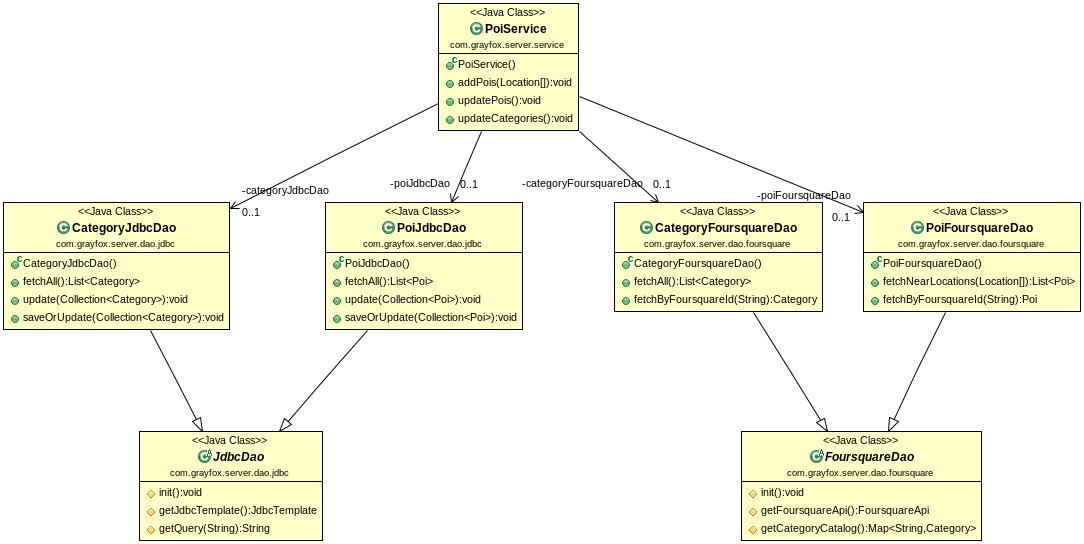 <<Java Class>>
PoiService
com.grayfox.server.service
PoiService()
addPois(Location[]):void
updatePois():void
updateCategories():void
-categoryJdbcDao
0..1
-poiJdbcDao
0..1
-categoryFoursquareDao
0..1
-poiFoursquareDao
0..1
<<Java Class>>
CategoryJdbcDao
com.grayfox.server.dao.jdbc
CategoryJdbcDao()
fetchAll():List<Category>
update(Collection<Category>):void
saveOrUpdate(Collection<Category>):void
<<Java Class>>
PoiJdbcDao
com.grayfox.server.dao.jdbc
PoiJdbcDao()
fetchAll():List<Poi>
update(Collection<Poi>):void
saveOrUpdate(Collection<Poi>):void
<<Java Class>>
CategoryFoursquareDao
com.grayfox.server.dao.foursquare
CategoryFoursquareDao()
fetchAll():List<Category>
fetchByFoursquareId(String):Category
<<Java Class>>
PoiFoursquareDao
com.grayfox.server.dao.foursquare
PoiFoursquareDao()
fetchNearLocations(Location[]):List<Poi>
fetchByFoursquareId(String):Poi
<<Java Class>>
JdbcDao
com.grayfox.server.dao.jdbc
init():void
getJdbcTemplate():JdbcTemplate
getQuery(String):String
<<Java Class>>
FoursquareDao
com.grayfox.server.dao.foursquare
init():void
getFoursquareApi():FoursquareApi
getCategoryCatalog():Map<String,Category>